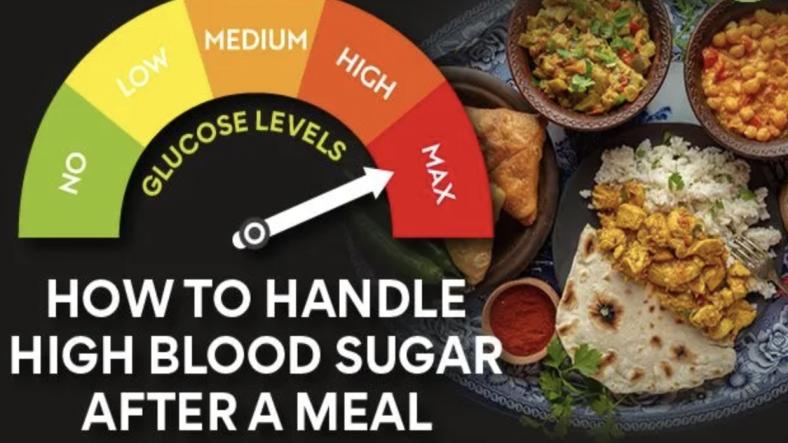 NO
LOW
MEDIUM
HIGH
MAX
GLUCOSE LEVELS
HOW TO HANDLE
HIGH BLOOD SUGAR
AFTER A MEAL